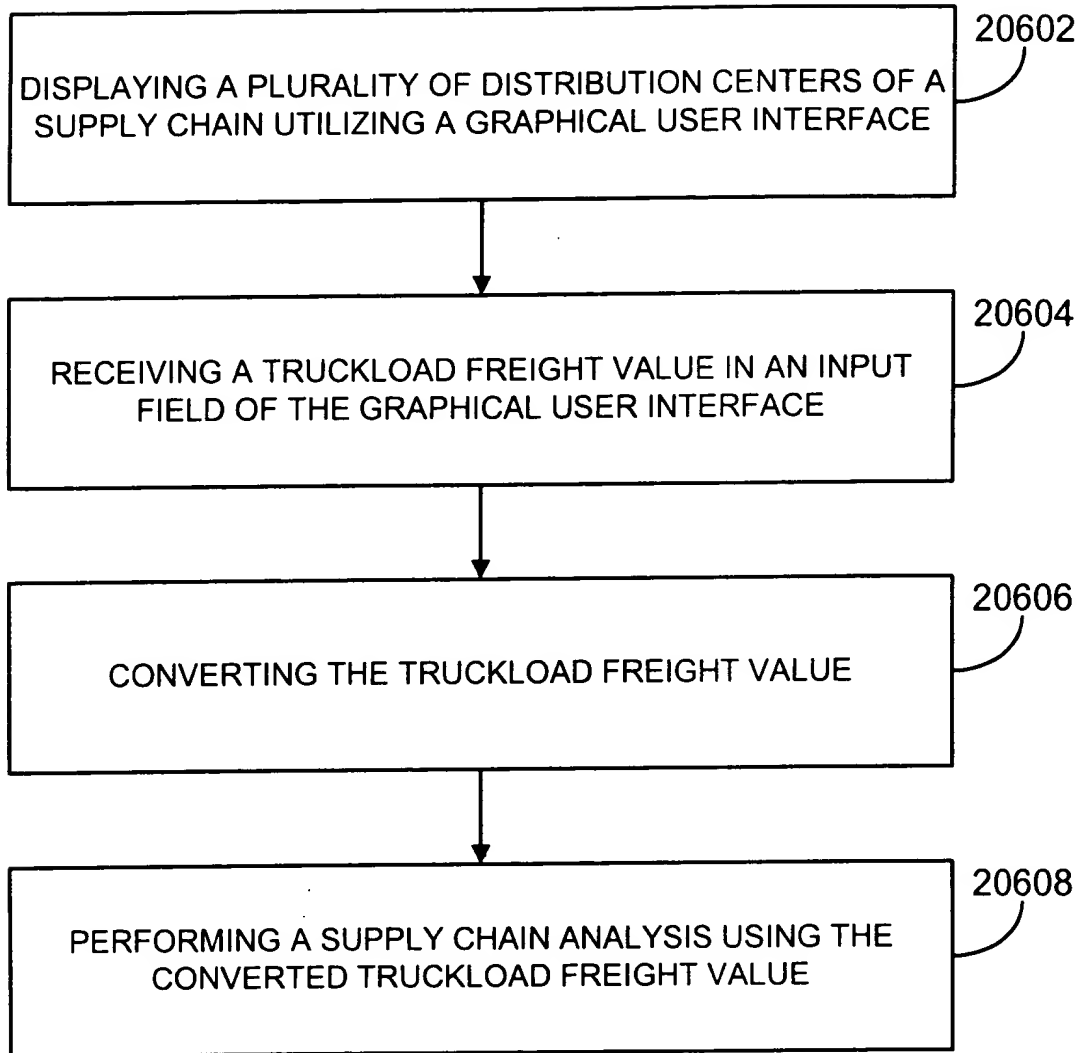 20602
DISPLAYING A PLURALITY OF DISTRIBUTION CENTERS OF A
SUPPLY CHAIN UTILIZING A GRAPHICAL USER INTERFACE
20604
RECEIVING A TRUCKLOAD FREIGHT VALUE IN AN INPUT
FIELD OF THE GRAPHICAL USER INTERFACE
20606
CONVERTING THE TRUCKLOAD FREIGHT VALUE
20608
PERFORMING A SUPPLY CHAIN ANALYSIS USING THE
CONVERTED TRUCKLOAD FREIGHT VALUE